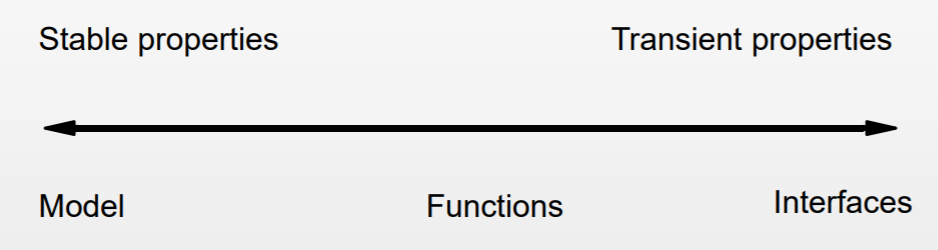 Stable properties
Transient properties
Model
Functions
Interfaces